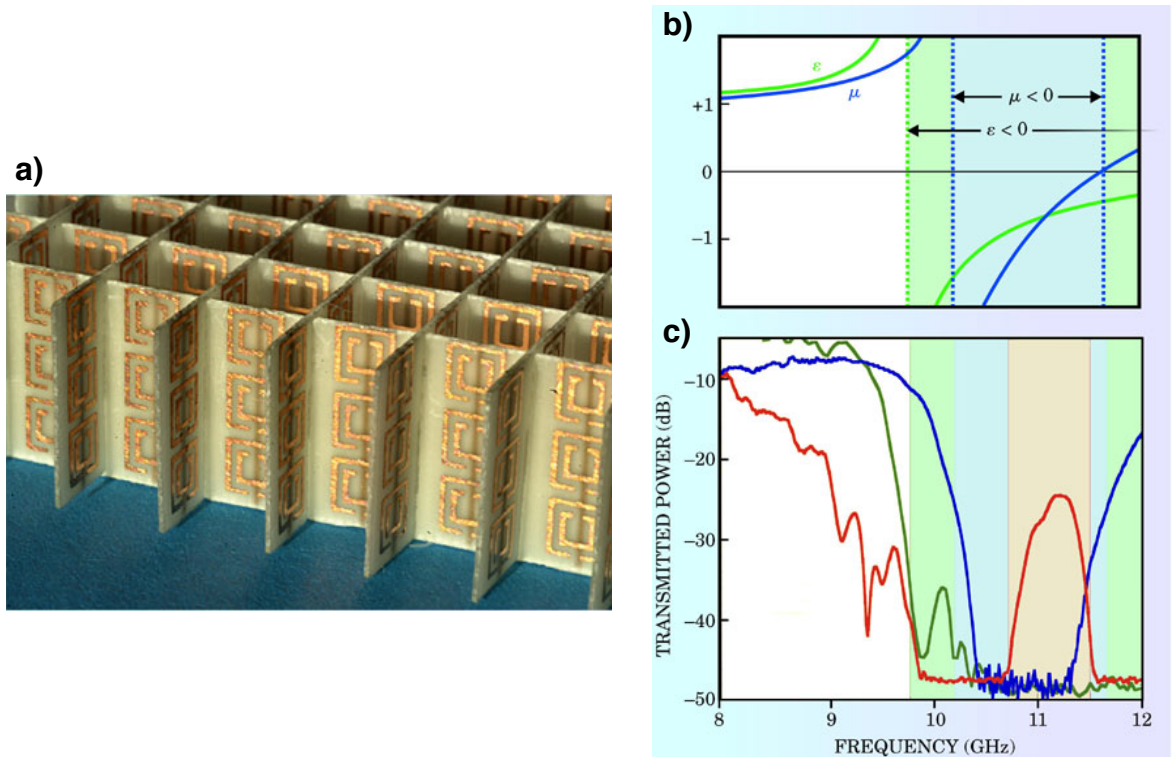 a)
b)
ε
μ
+1
μ < 0
ε < 0
0
−1
c)
TRANSMITTED POWER (dB)
−10
−20
−30
−40
−50
8
9
10
11
12
FREQUENCY (GHz)